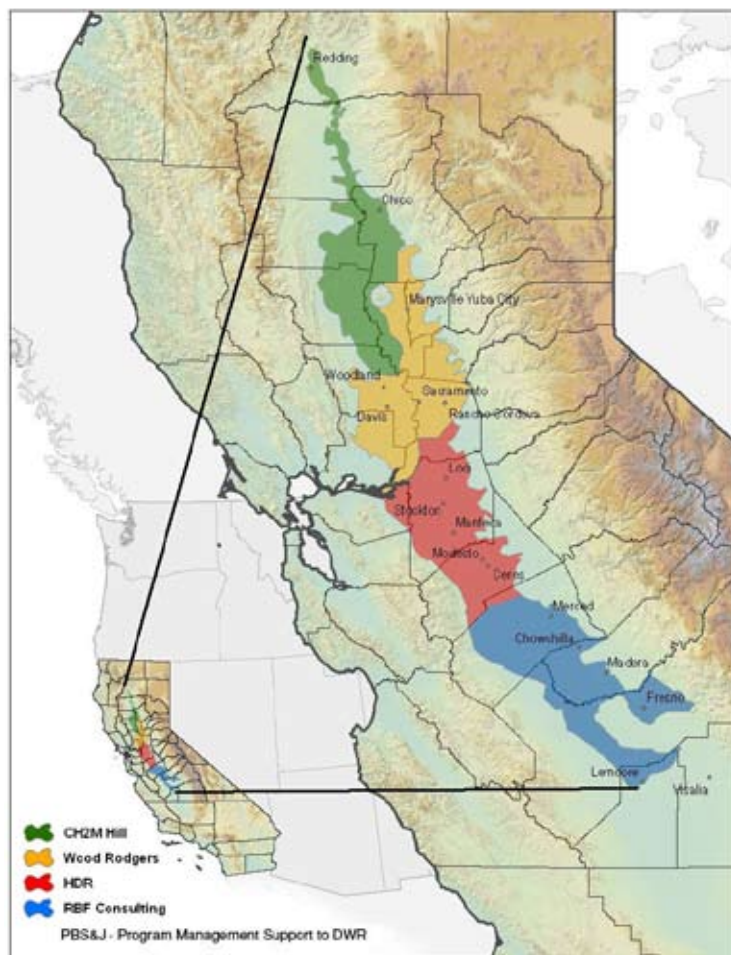 Redding
Chico
Marysville Yuba City
Woodland
Sacramento
Davis
Rancho Cordova
Lodi
Stockton
Manteca
Modesto
Ceres
Merced
Chowchilla
Madera
Fresno
Lemoore
Visalia
CH2M Hill
Wood Rodgers
HDR
RBF Consulting
PBS&J - Program Management Support to DWR